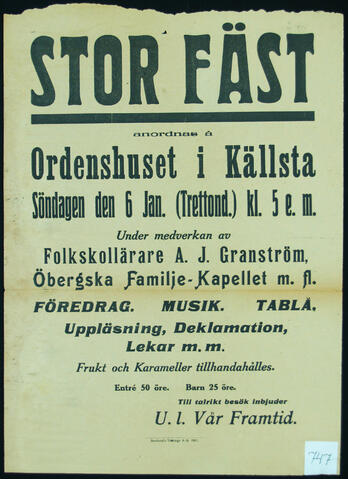 STOR FÄST
anordnas å
Ordenshuset i Källsta
Söndagen den 6 Jan. (Trettond.) kl. 5 e. m.
Under medverkan av
Folkskollärare A. J. Granström,
Öbergska Familje-Kapellet m. fl.
FÖREDRAG. MUSIK. TABLÅ,
Uppläsning, Deklamation,
Lekar m. m.
Frukt och Karameller tillhandahålles.
Entré 50 öre. Barn 25 öre.
Till talrikt besök inbjuder
U. l. Vår Framtid.
747